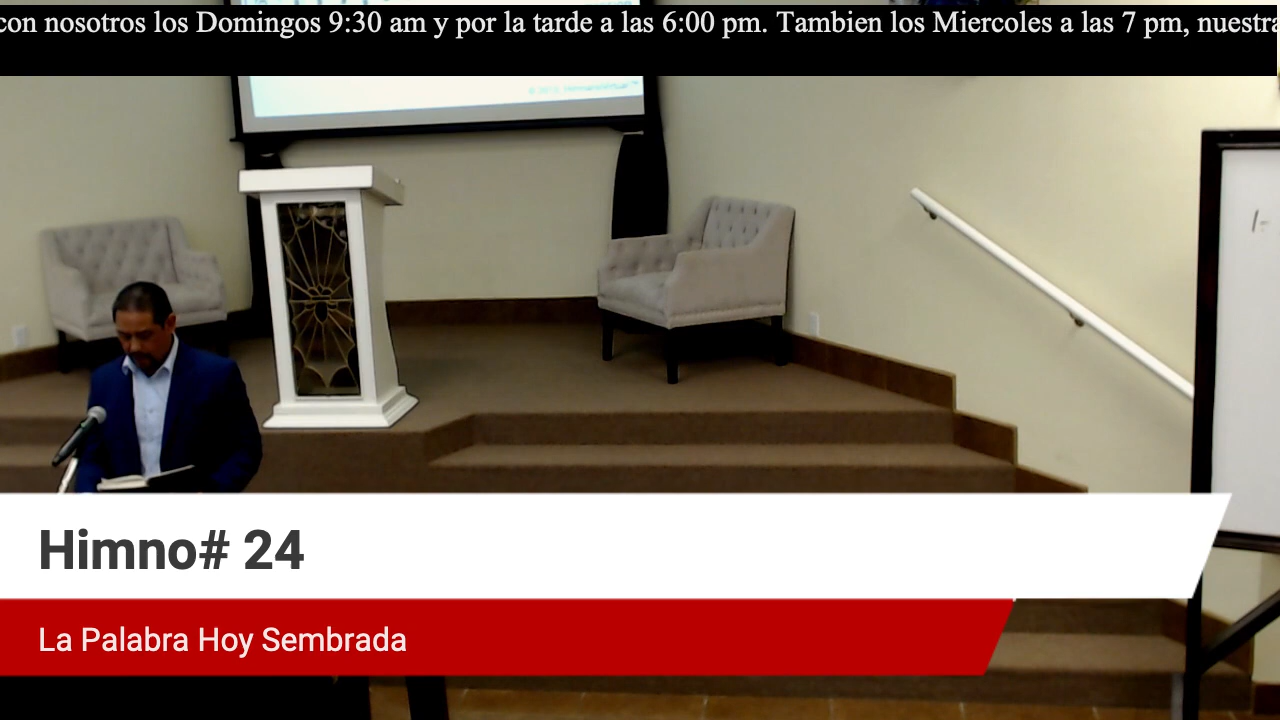 con nosotros los Domingos 9:30 am y por la tarde a las 6:00 pm. Tambien los Miercoles a las 7 pm, nuestra
Himno# 24
La Palabra Hoy Sembrada